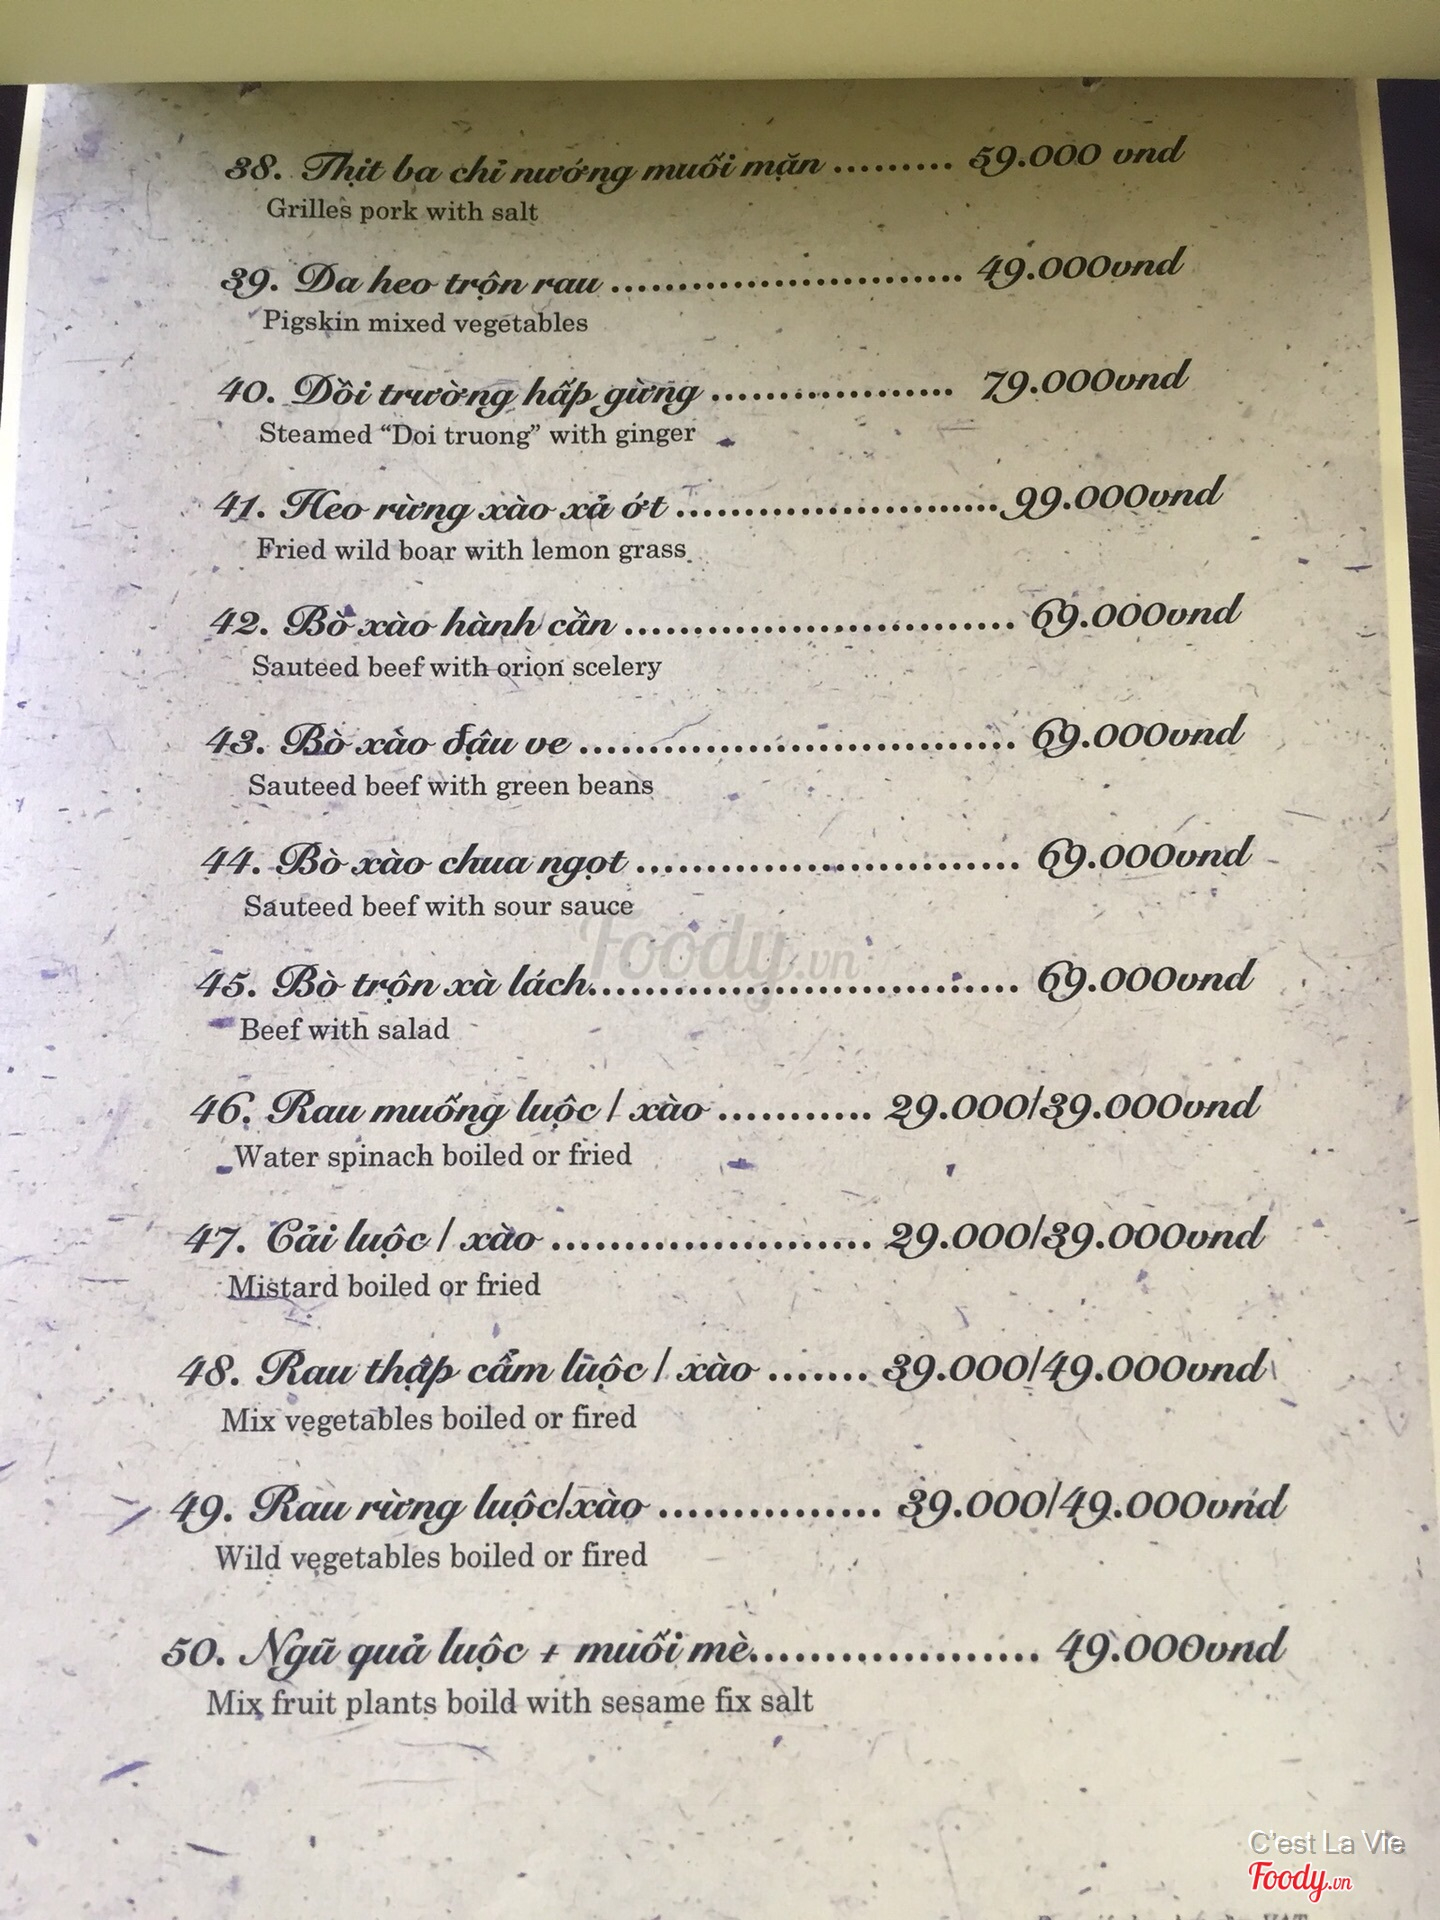 38. Thịt ba chỉ nướng muối mặn ......... 59.000 vnd
Grilles pork with salt
39. Da heo trộn rau .......................... 49.000vnd
Pigskin mixed vegetables
40. Dồi trường hấp gừng .................. 79.000vnd
Steamed “Doi truong” with ginger
41. Heo rừng xào xả ớt ........................99.000vnd
Fried wild boar with lemon grass
42. Bò xào hành cần ............................. 69.000vnd
Sauteed beef with orion scelery
43. Bò xào đậu ve ................................ 69.000vnd
Sauteed beef with green beans
44. Bò xào chua ngọt ............................ 69.000vnd
Sauteed beef with sour sauce
Foody.vn
45. Bò trộn xà lách............................... 69.000vnd
Beef with salad
46. Rau muống luộc / xào ........... 29.000/39.000vnd
Water spinach boiled or fried
47. Cải luộc / xào ....................... 29.000/39.000vnd
Mistard boiled or fried
48. Rau thập cẩm luộc / xào ....... 39.000/49.000vnd
Mix vegetables boiled or fired
49. Rau rừng luộc/xào ................ 39.000/49.000vnd
Wild vegetables boiled or fired
50. Ngũ quả luộc + muối mè.................... 49.000vnd
Mix fruit plants boild with sesame fix salt
C'est La Vie
Foody.vn